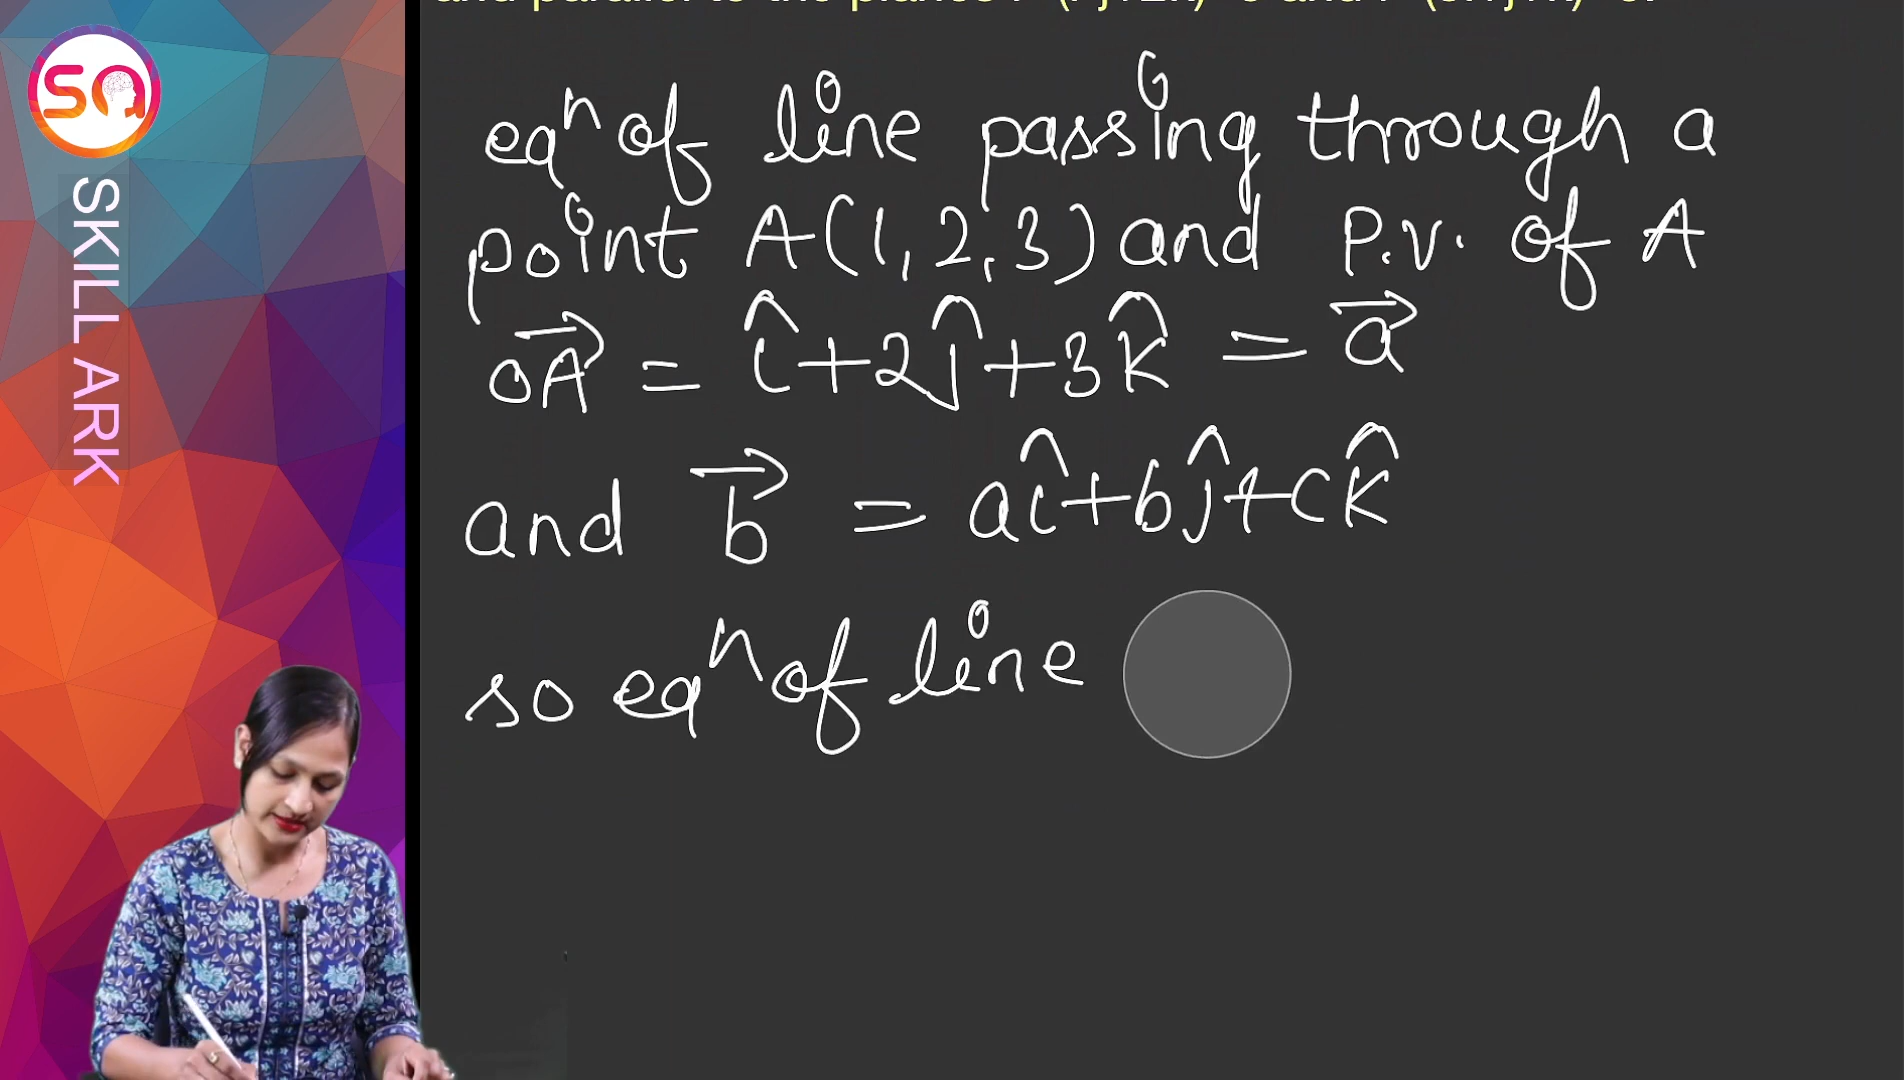 SKILL ARK
eqⁿ of line passing through a
point A(1,2,3) and P.V. of A
→OA = î+2ĵ+3k̂ = →a
and →b = aî+bĵ+ck̂
so eqⁿ of line